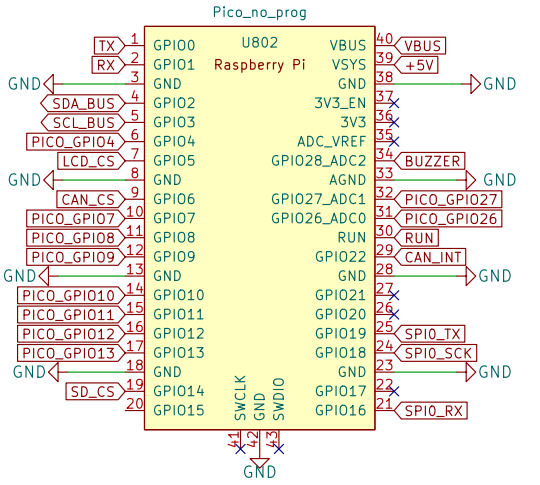 Pico_no_prog
U802
Raspberry Pi
TX 1 GPIO0 VBUS 40 VBUS
RX 2 GPIO1 VSYS 39 +5V
GND 3 GND GND 38 GND
SDA_BUS 4 GPIO2 3V3_EN 37
SCL_BUS 5 GPIO3 3V3 36
PICO_GPIO4 6 GPIO4 ADC_VREF 35
LCD_CS 7 GPIO5 GPIO28_ADC2 34 BUZZER
GND 8 GND AGND 33 GND
CAN_CS 9 GPIO6 GPIO27_ADC1 32 PICO_GPIO27
PICO_GPIO7 10 GPIO7 GPIO26_ADC0 31 PICO_GPIO26
PICO_GPIO8 11 GPIO8 RUN 30 RUN
PICO_GPIO9 12 GPIO9 GPIO22 29 CAN_INT
GND 13 GND GND 28 GND
PICO_GPIO10 14 GPIO10 GPIO21 27
PICO_GPIO11 15 GPIO11 GPIO20 26
PICO_GPIO12 16 GPIO12 GPIO19 25 SPI0_TX
PICO_GPIO13 17 GPIO13 GPIO18 24 SPI0_SCK
GND 18 GND GND 23 GND
SD_CS 19 GPIO14 GPIO17 22
20 GPIO15 GPIO16 21 SPI0_RX
SWCLK GND SWDIO
41 42 43
GND